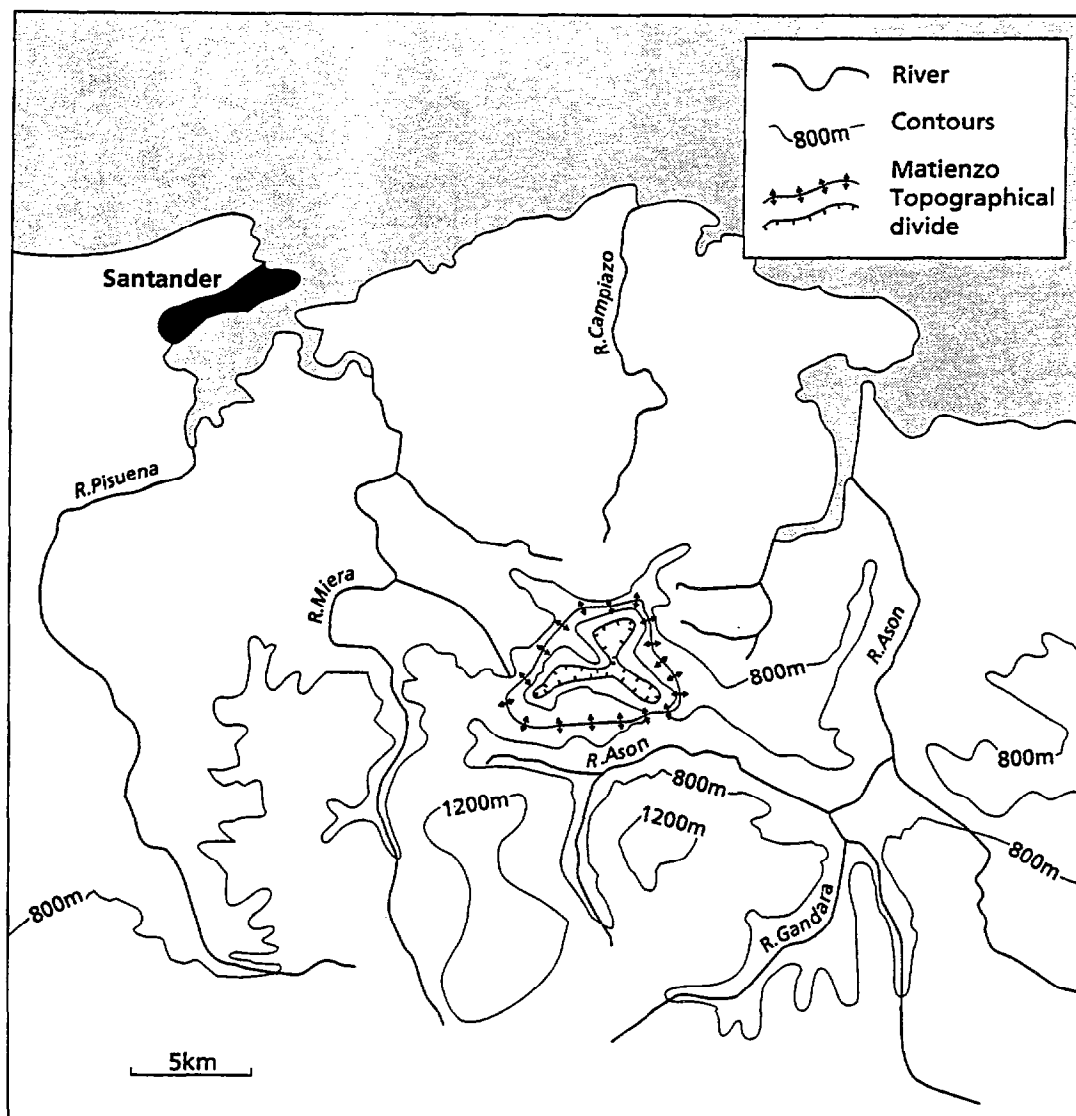 River
800m
Contours
Matienzo
Topographical
divide
Santander
R.Campiazo
R.Pisuena
R.Miera
R.Ason
800m
R.Ason
800m
800m
1200m
1200m
800m
800m
R.Gandara
5km